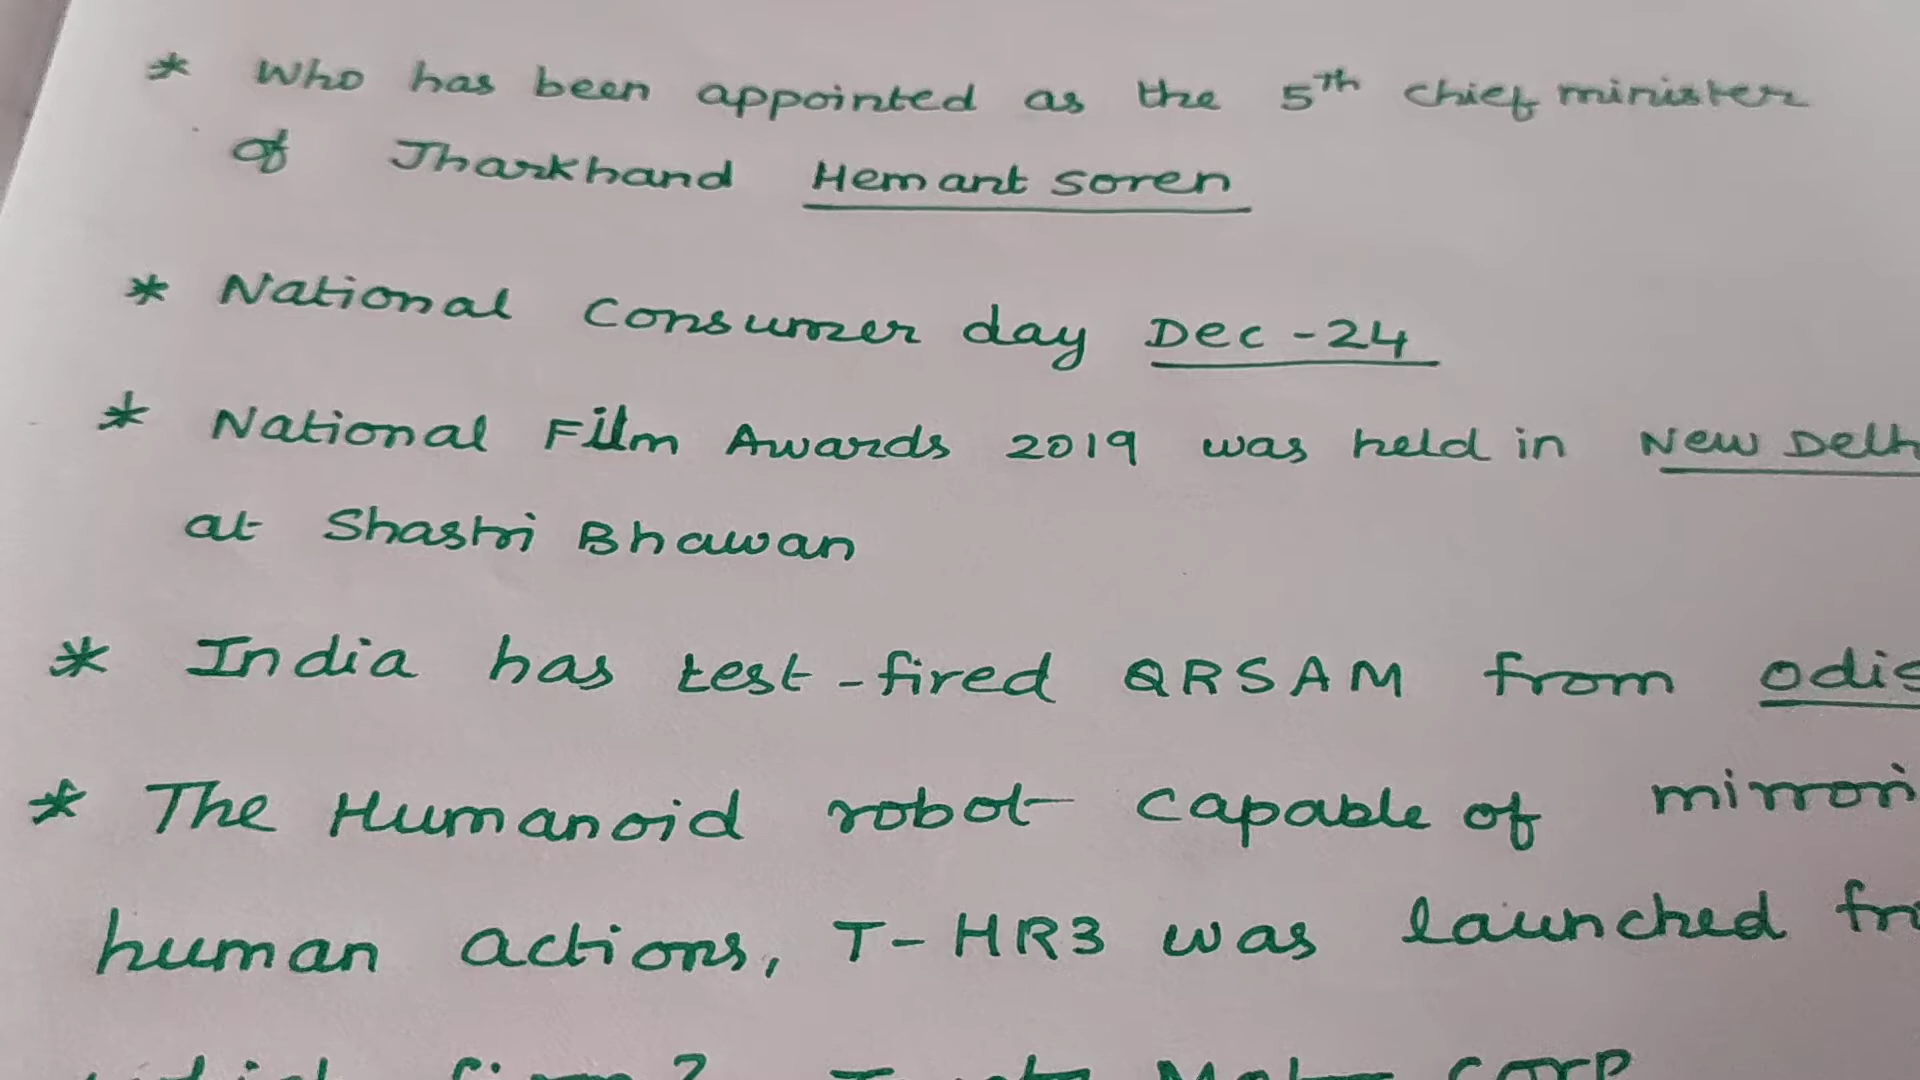 * Who has been appointed as the 5th chief minister
of Jharkhand Hemant Soren
* National Consumer day Dec-24
* National Film Awards 2019 was held in New Delh
at Shastri Bhawan
* India has test-fired QRSAM from odis
* The Humanoid robot capable of mirrori
human actions, T-HR3 was launched fr